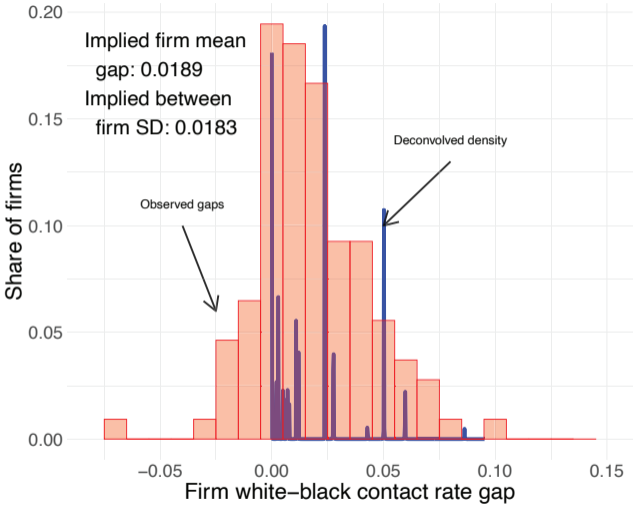 0.20
0.15
0.10
0.05
0.00
Share of firms
Implied firm mean
gap: 0.0189
Implied between
firm SD: 0.0183
Deconvolved density
Observed gaps
−0.05 0.00 0.05 0.10 0.15
Firm white−black contact rate gap